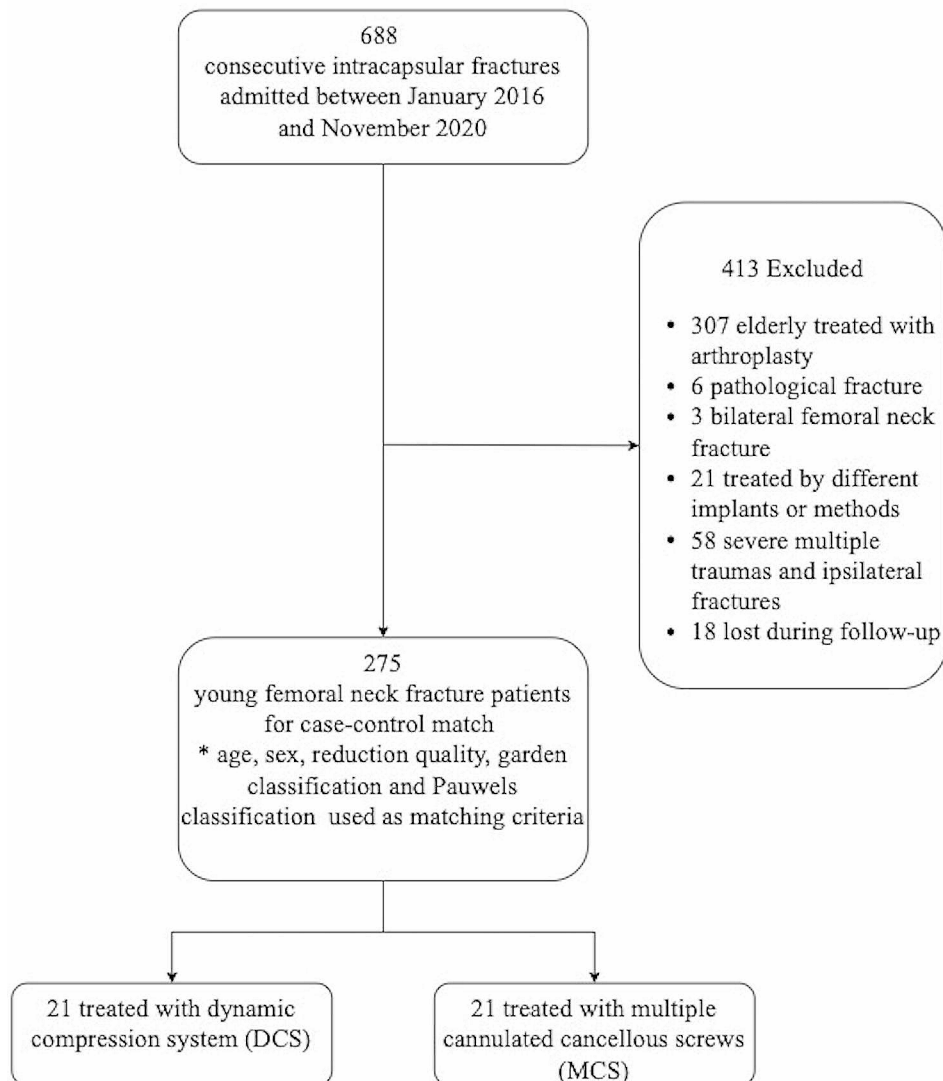 688
consecutive intracapsular fractures
admitted between January 2016
and November 2020
413 Excluded
• 307 elderly treated with
arthroplasty
• 6 pathological fracture
• 3 bilateral femoral neck
fracture
• 21 treated by different
implants or methods
• 58 severe multiple
traumas and ipsilateral
fractures
• 18 lost during follow-up
275
young femoral neck fracture patients
for case-control match
* age, sex, reduction quality, garden
classification and Pauwels
classification used as matching criteria
21 treated with dynamic
compression system (DCS)
21 treated with multiple
cannulated cancellous screws
(MCS)